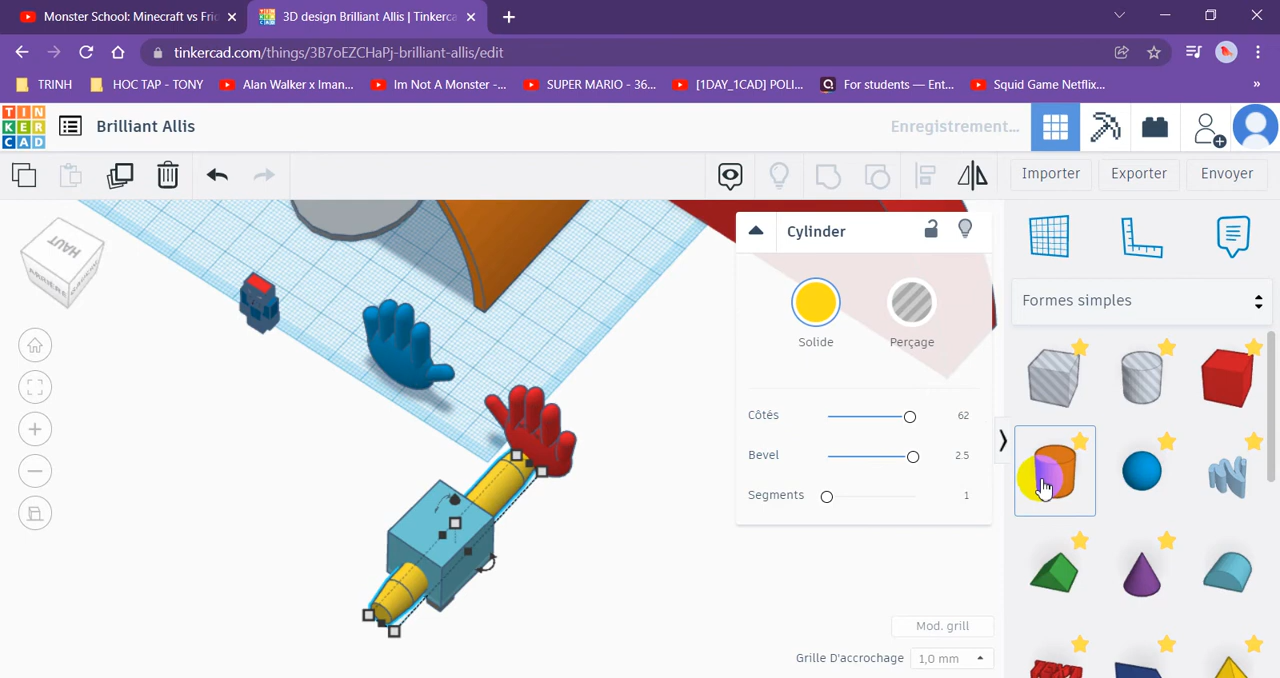 Monster School: Minecraft vs Fri
3D design Brilliant Allis | Tinkerca
tinkercad.com/things/3B7oEZCHaPj-brilliant-allis/edit
TRINH
HOC TAP - TONY
Alan Walker x Iman...
Im Not A Monster -...
SUPER MARIO - 36...
[1DAY_1CAD] POLI...
For students — Ent...
Squid Game Netflix...
»
TIN
KER
CAD
Brilliant Allis
Enregistrement...
Importer
Exporter
Envoyer
HAUT
ARRIÈRE
Cylinder
Solide
Perçage
Côtés 62
Bevel 2.5
Segments 1
Formes simples
Mod. grill
Grille D'accrochage 1,0 mm